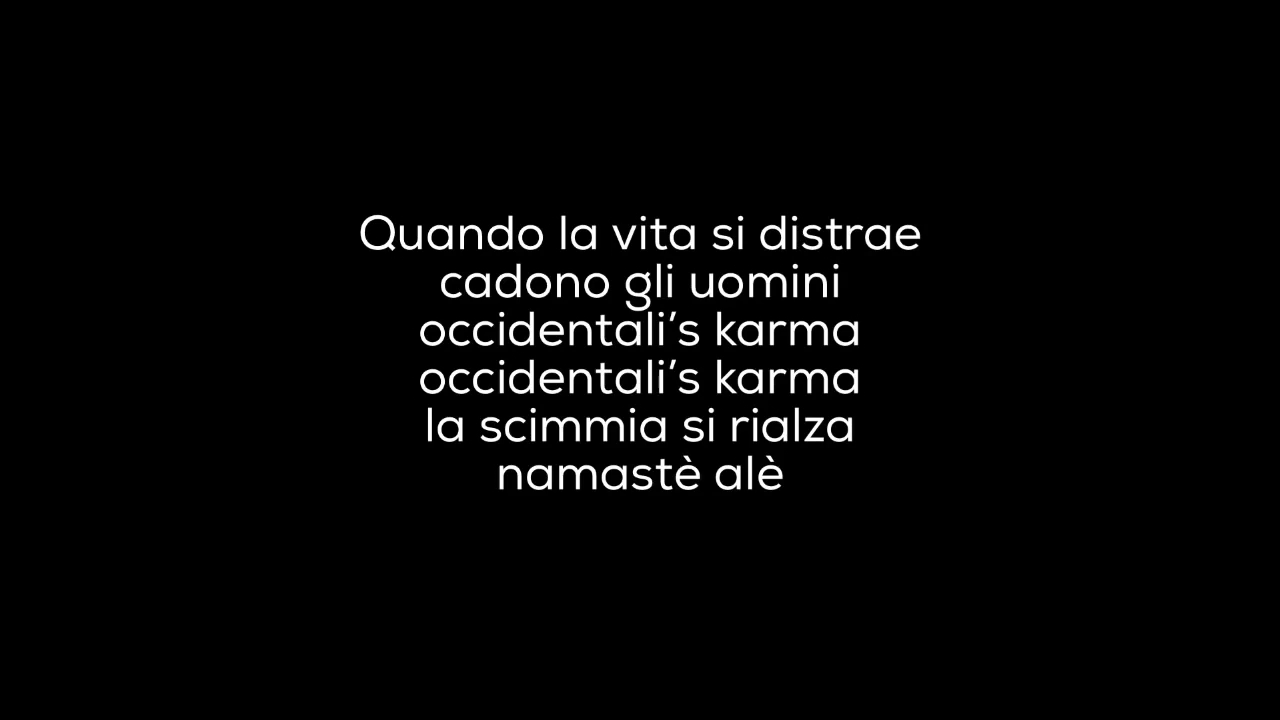 Quando la vita si distrae
cadono gli uomini
occidentali’s karma
occidentali’s karma
la scimmia si rialza
namastè alè